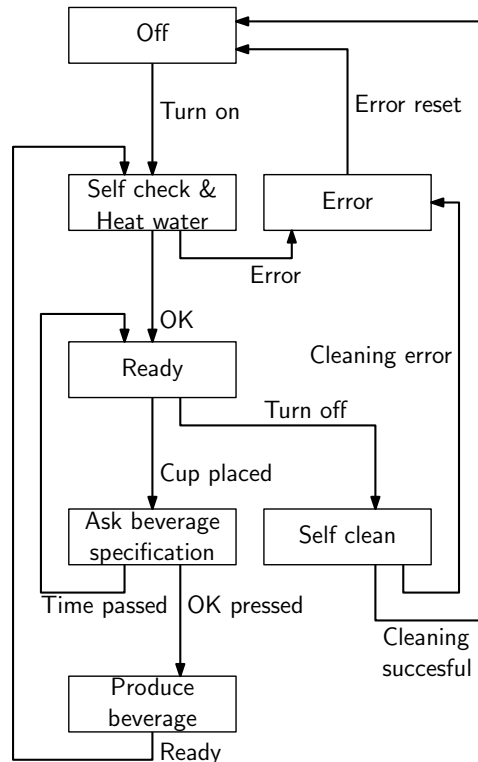 Off
Turn on
Error reset
Self check &
Heat water
Error
Error
OK
Cleaning error
Ready
Turn off
Cup placed
Ask beverage
specification
Self clean
Time passed
OK pressed
Cleaning
succesful
Produce
beverage
Ready